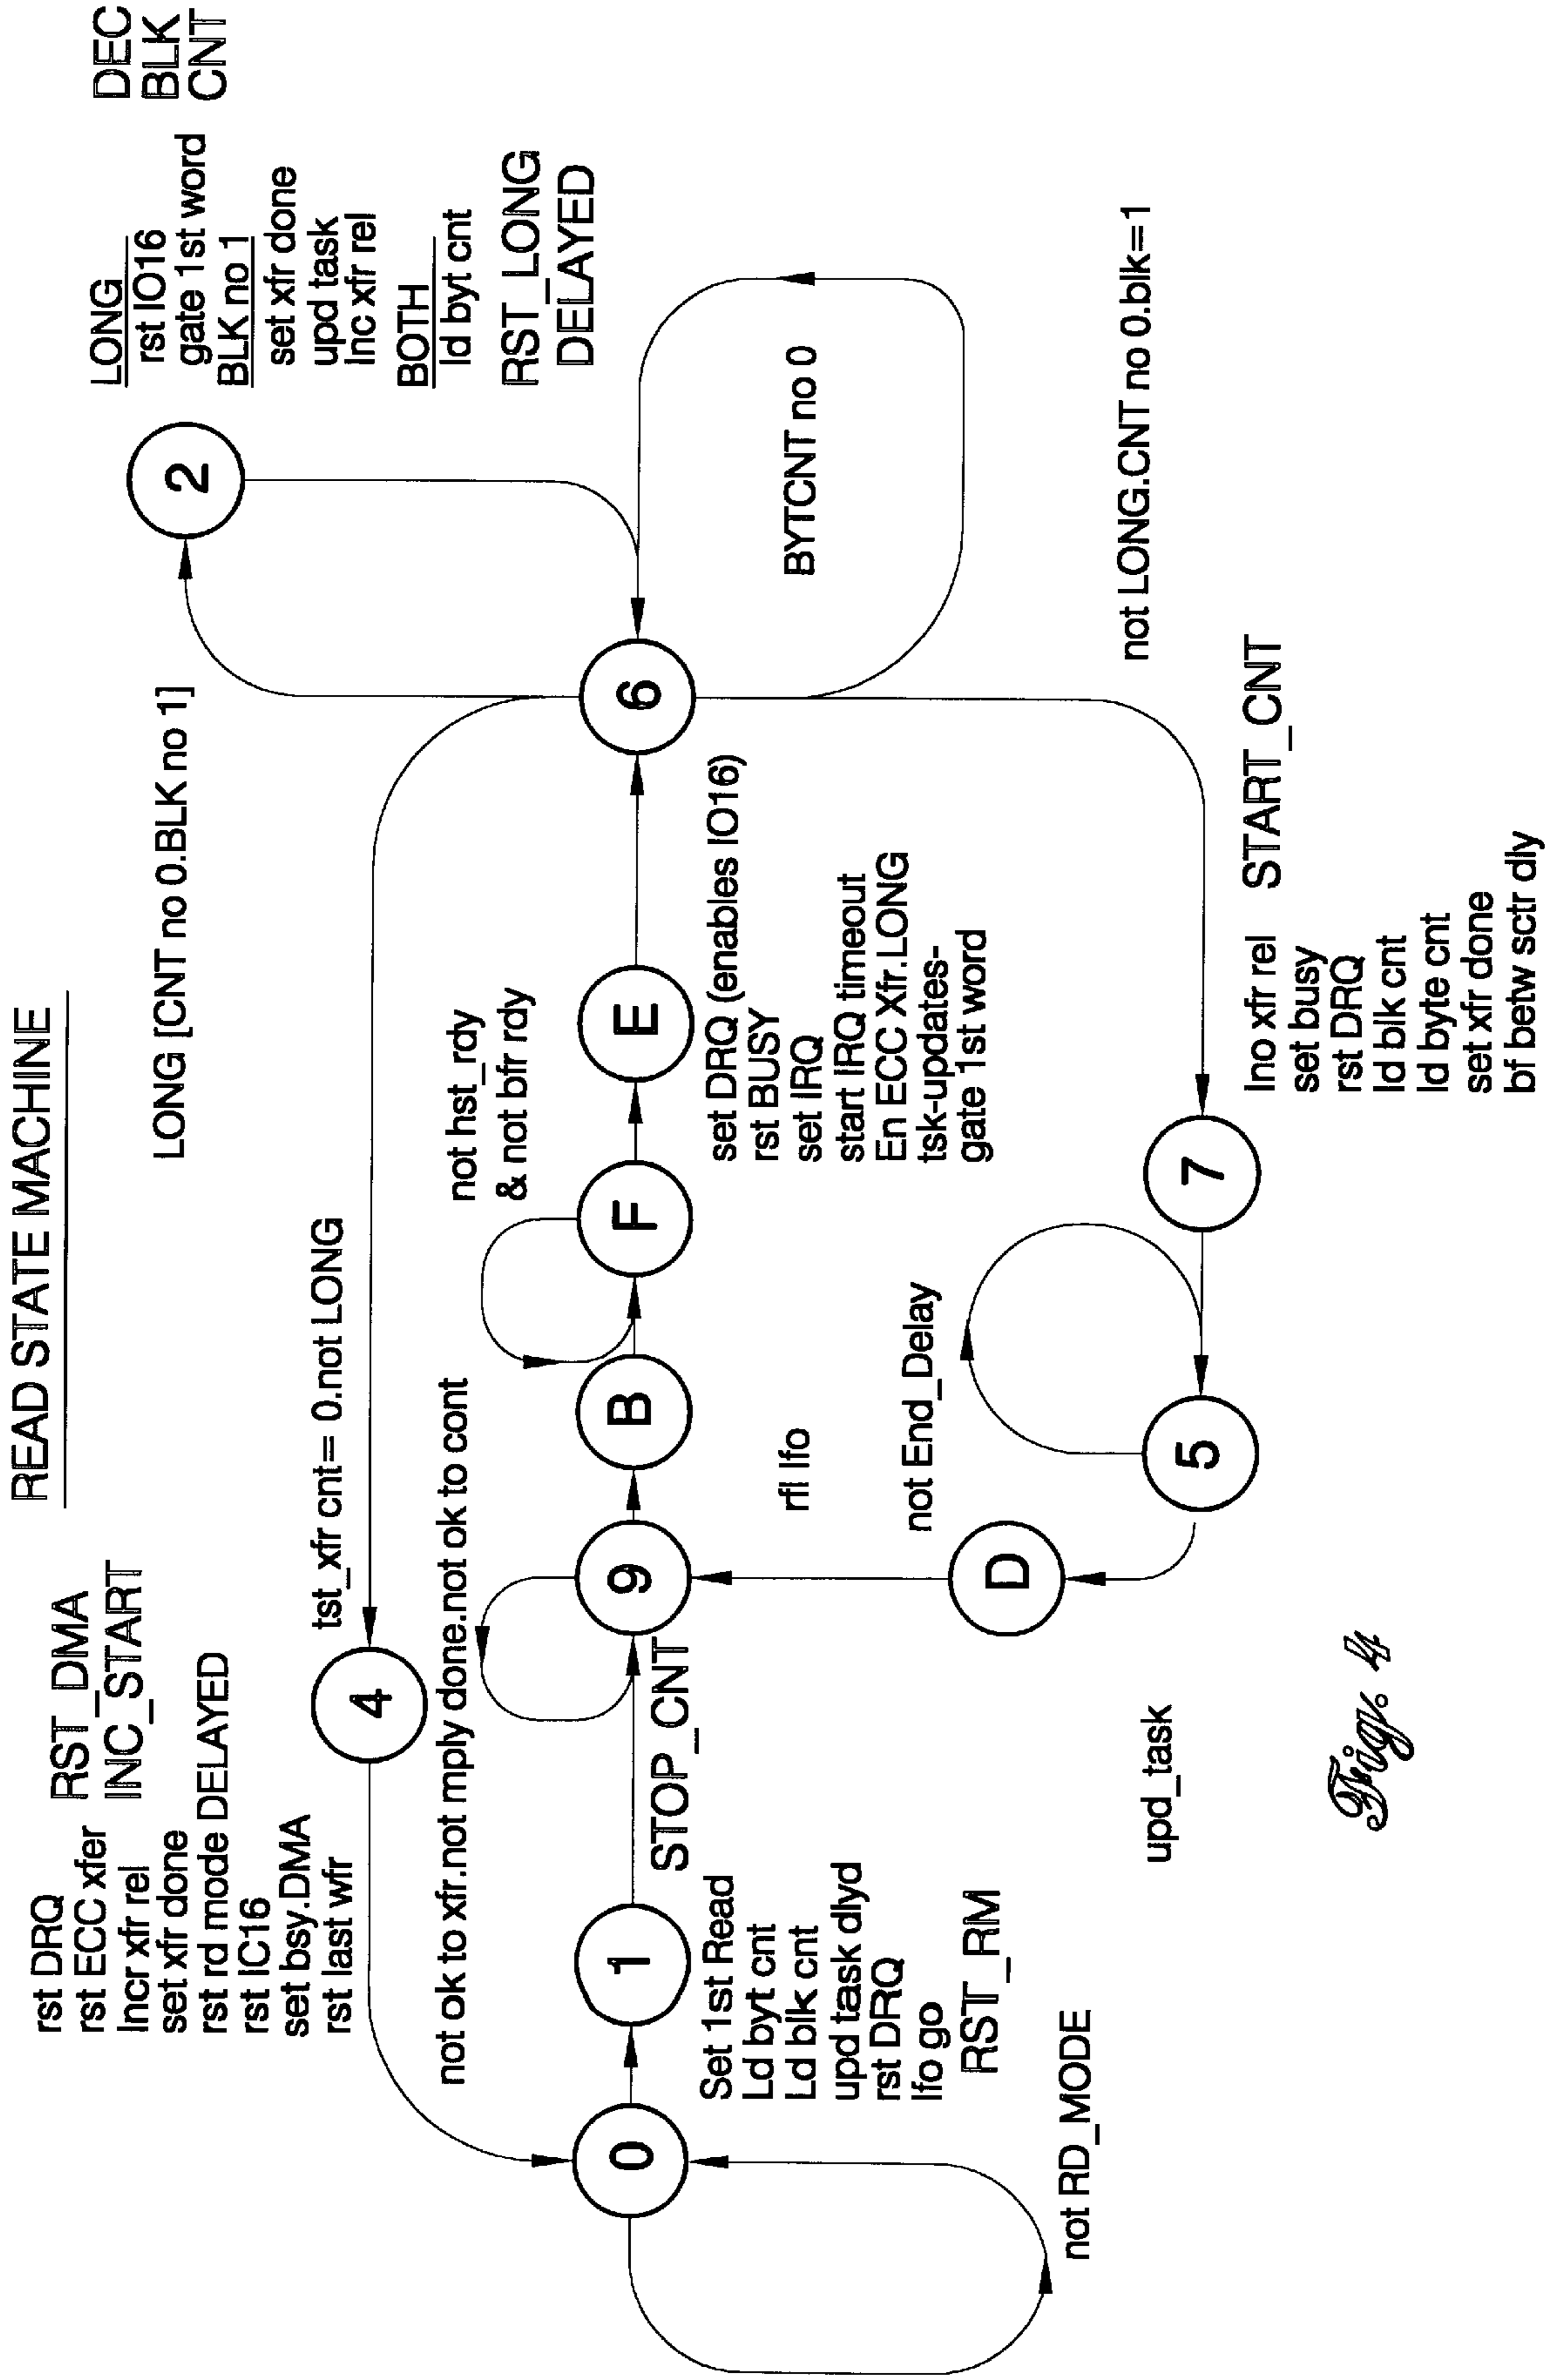 READ STATE MACHINE
rst DRQ
rst ECC xfer
Incr xfr rel
set xfr done
rst rd mode DELAYED
rst IC16
set bsy.DMA
rst last wfr
RST_DMA
INC_START
tst_xfr cnt= 0.not LONG
LONG [CNT no 0.BLK no 1]
LONG
rst IO16
gate 1st word
BLK no 1
set xfr done
upd task
Inc xfr rel
BOTH
ld byt cnt
RST_LONG
DELAYED
DEC
BLK
CNT
2
4
not ok to xfr.not mply done.not ok to cont
not hst_rdy
& not bfr rdy
0
1
9
B
F
E
6
STOP_CNT
Set 1st Read
Ld byt cnt
Ld blk cnt
upd task dlyd
rst DRQ
Ifo go
RST_RM
not RD_MODE
rfl Ifo
set DRQ (enables IO16)
rst BUSY
set IRQ
start IRQ timeout
En ECC Xfr.LONG
tsk-updates-
gate 1st word
BYTCNT no 0
not End_Delay
D
5
7
upd_task
not LONG.CNT no 0.blk=1
START_CNT
Ino xfr rel
set busy
rst DRQ
ld blk cnt
ld byte cnt
set xfr done
bf betw sctr dly
Fig. 4